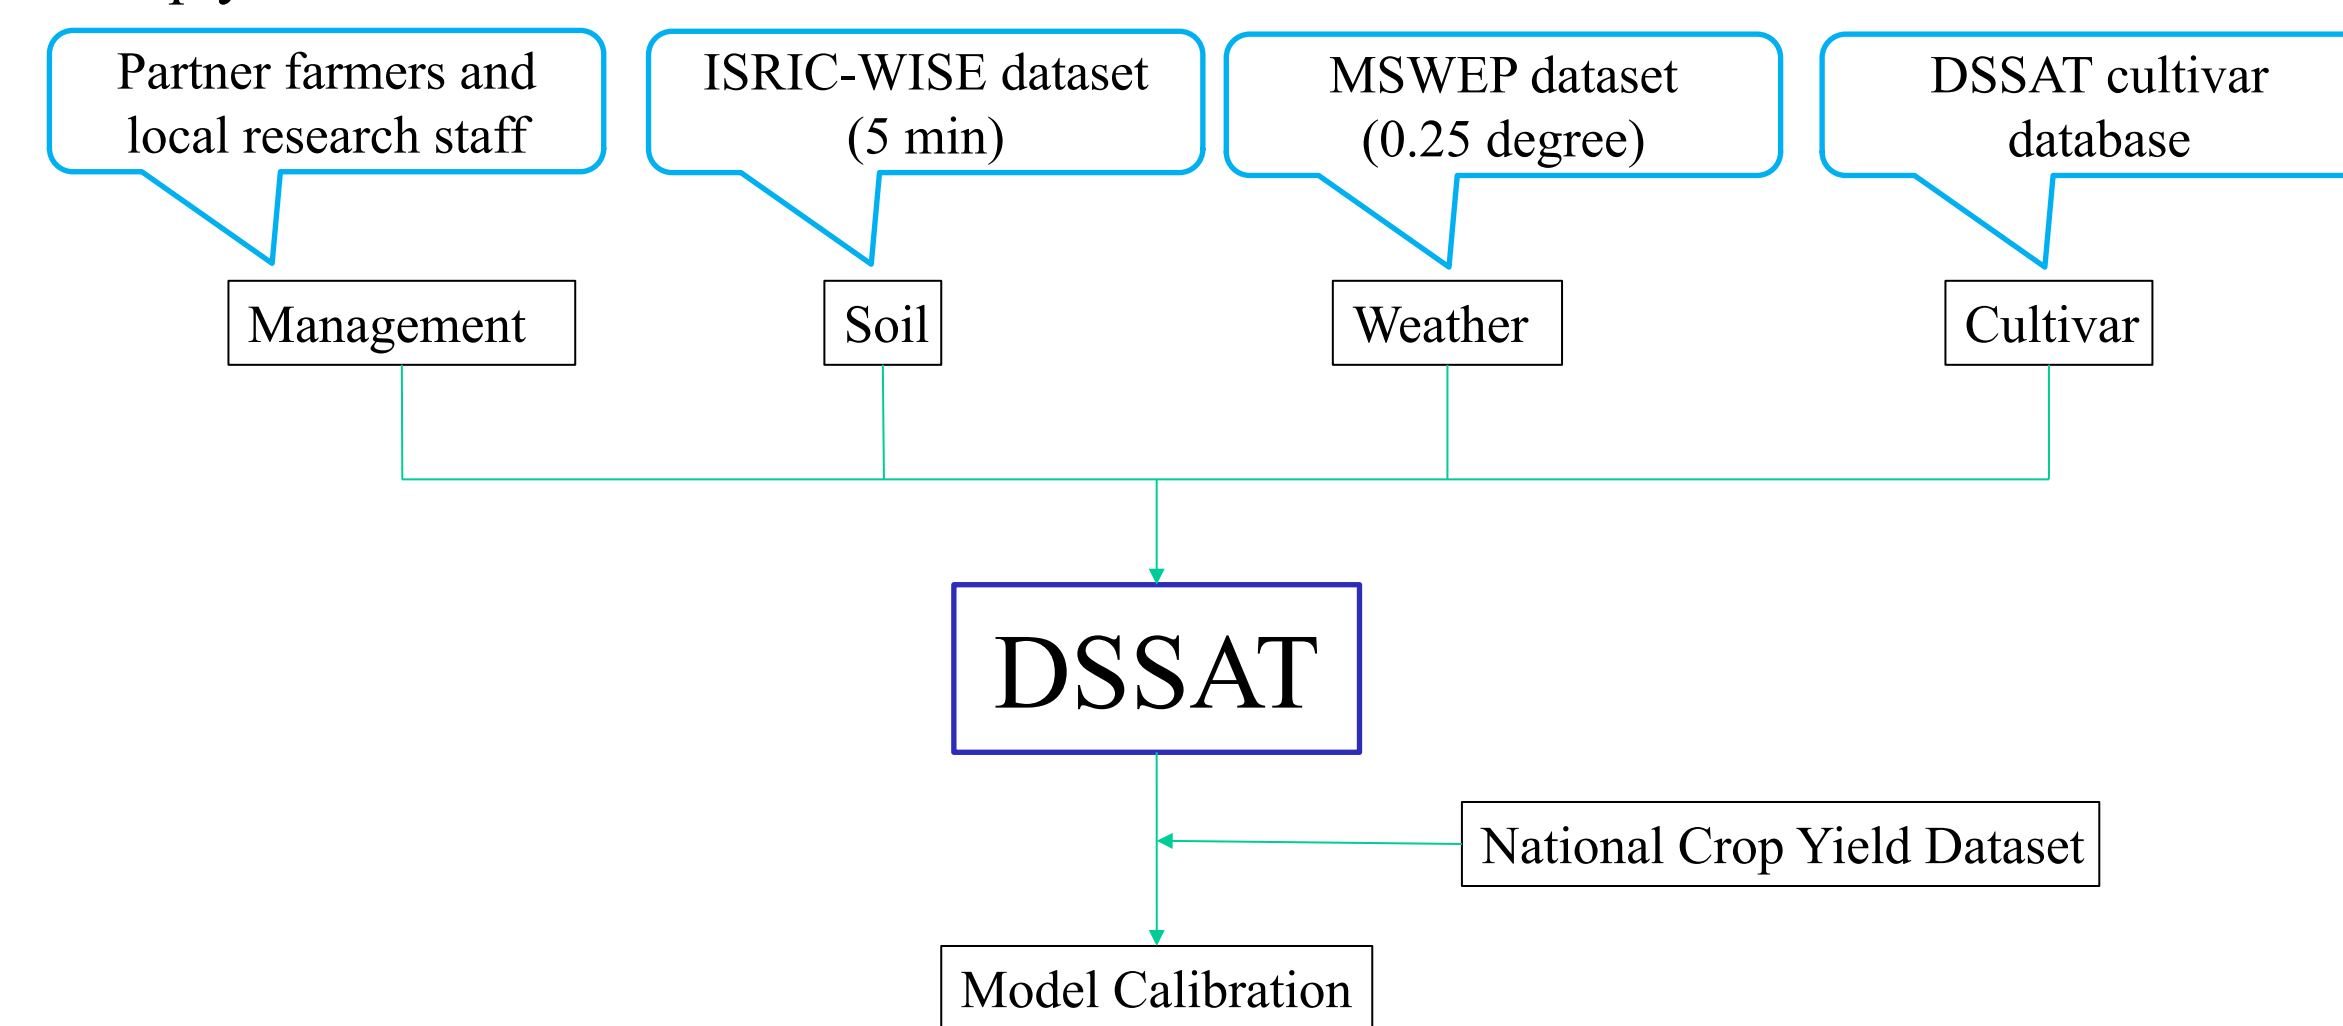 Partner farmers and
local research staff
ISRIC-WISE dataset
(5 min)
MSWEP dataset
(0.25 degree)
DSSAT cultivar
database
Management
Soil
Weather
Cultivar
DSSAT
National Crop Yield Dataset
Model Calibration